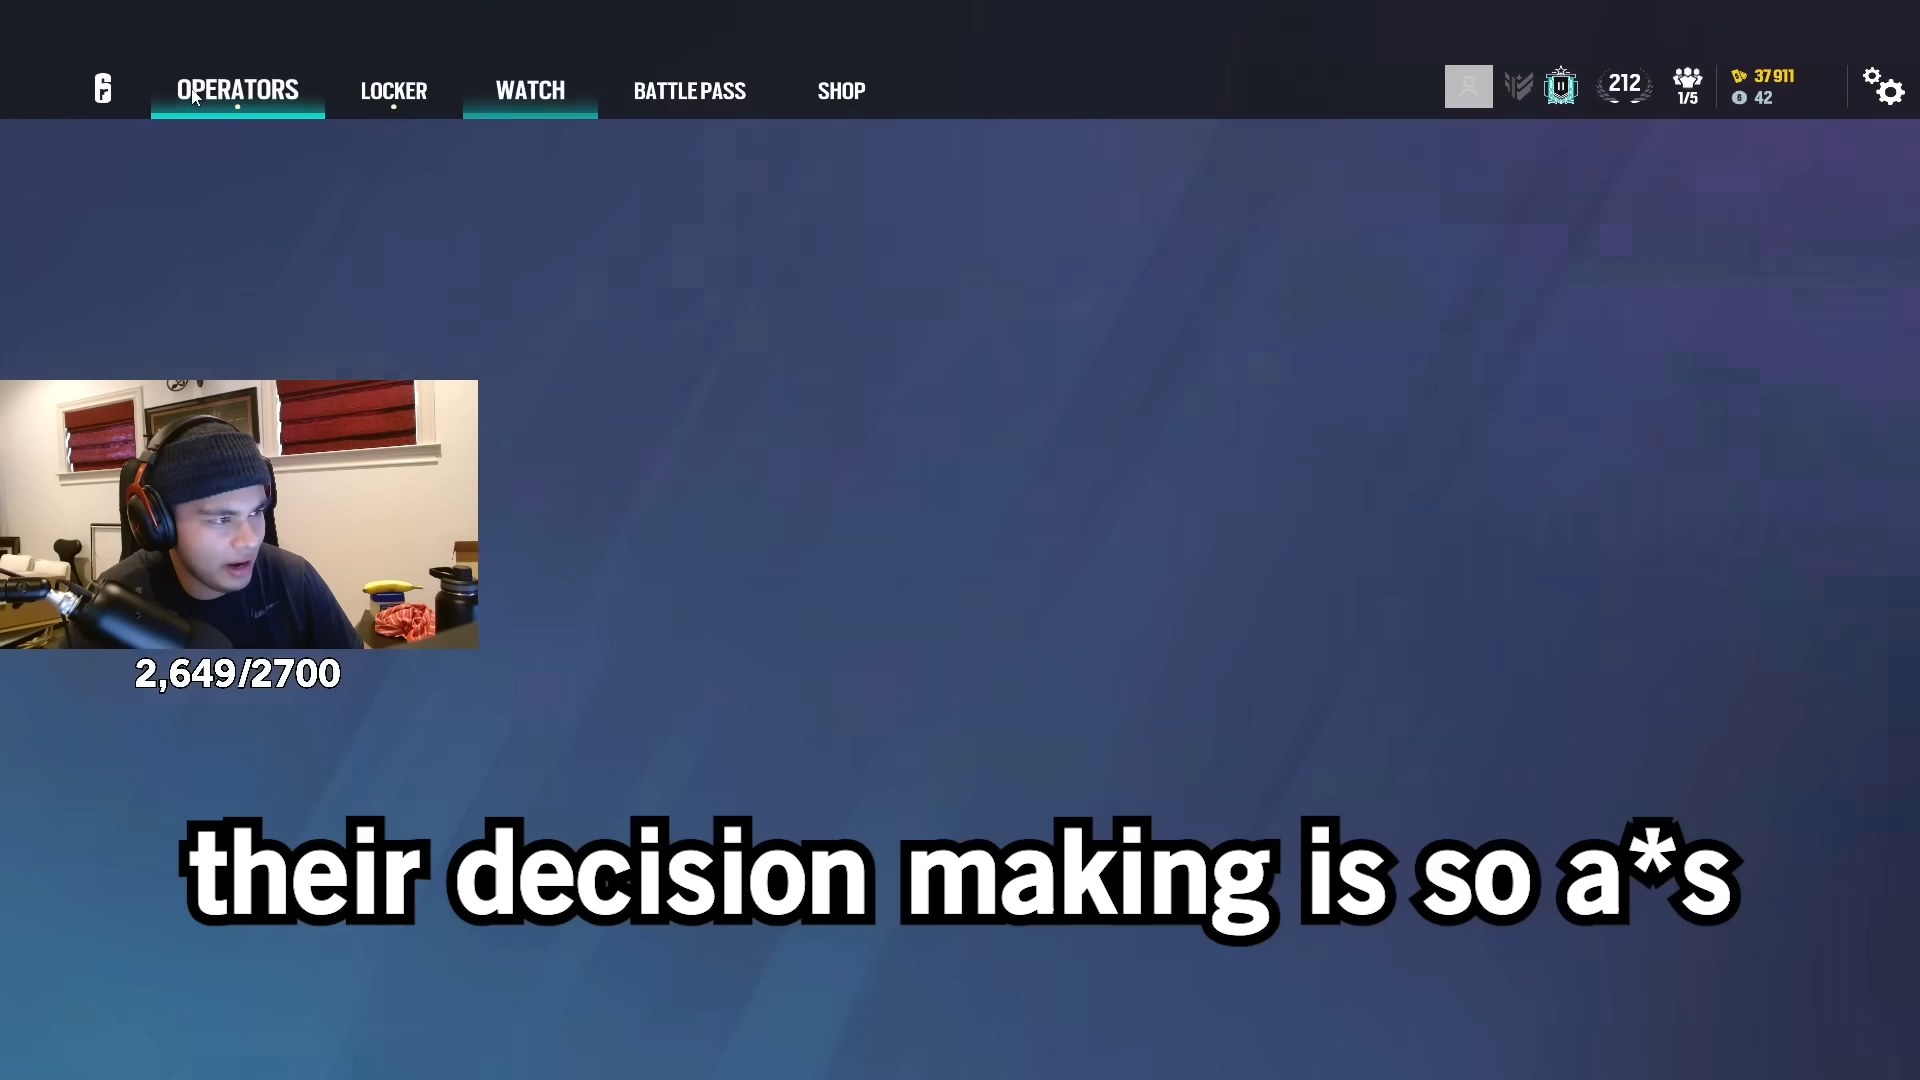 6 OPERATORS LOCKER WATCH BATTLE PASS SHOP 212 1/5 37 911
42
2,649/2700
their decision making is so a*s